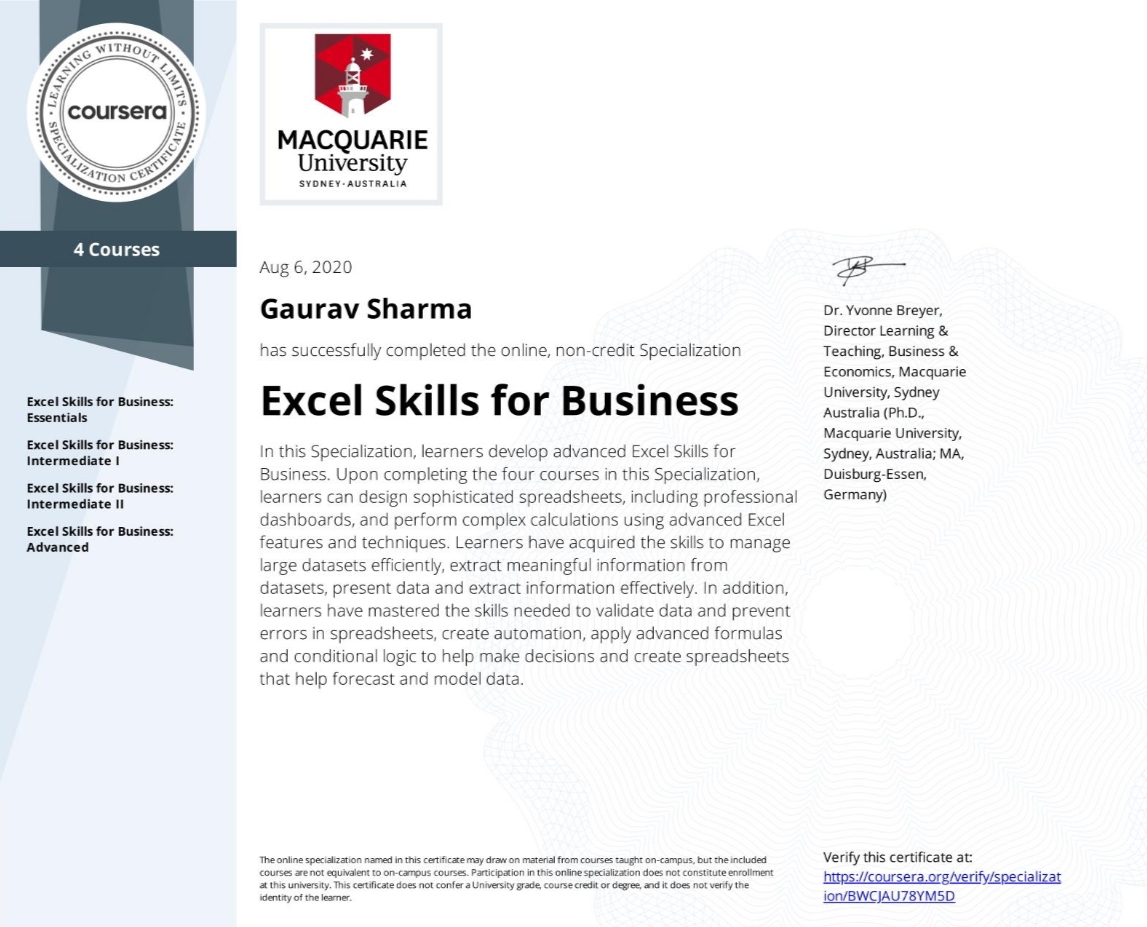 LEARNING WITHOUT LIMITS
coursera
SPECIALIZATION CERTIFICATE
4 Courses
Excel Skills for Business:
Essentials
Excel Skills for Business:
Intermediate I
Excel Skills for Business:
Intermediate II
Excel Skills for Business:
Advanced
MACQUARIE
University
SYDNEY·AUSTRALIA
Aug 6, 2020
Gaurav Sharma
has successfully completed the online, non-credit Specialization
Excel Skills for Business
In this Specialization, learners develop advanced Excel Skills for
Business. Upon completing the four courses in this Specialization,
learners can design sophisticated spreadsheets, including professional
dashboards, and perform complex calculations using advanced Excel
features and techniques. Learners have acquired the skills to manage
large datasets efficiently, extract meaningful information from
datasets, present data and extract information effectively. In addition,
learners have mastered the skills needed to validate data and prevent
errors in spreadsheets, create automation, apply advanced formulas
and conditional logic to help make decisions and create spreadsheets
that help forecast and model data.
Dr. Yvonne Breyer,
Director Learning &
Teaching, Business &
Economics, Macquarie
University, Sydney
Australia (Ph.D.,
Macquarie University,
Sydney, Australia; MA,
Duisburg-Essen,
Germany)
The online specialization named in this certificate may draw on material from courses taught on-campus, but the included
courses are not equivalent to on-campus courses. Participation in this online specialization does not constitute enrollment
at this university. This certificate does not confer a University grade, course credit or degree, and it does not verify the
identity of the learner.
Verify this certificate at:
https://coursera.org/verify/specializat
ion/BWCJAU78YM5D